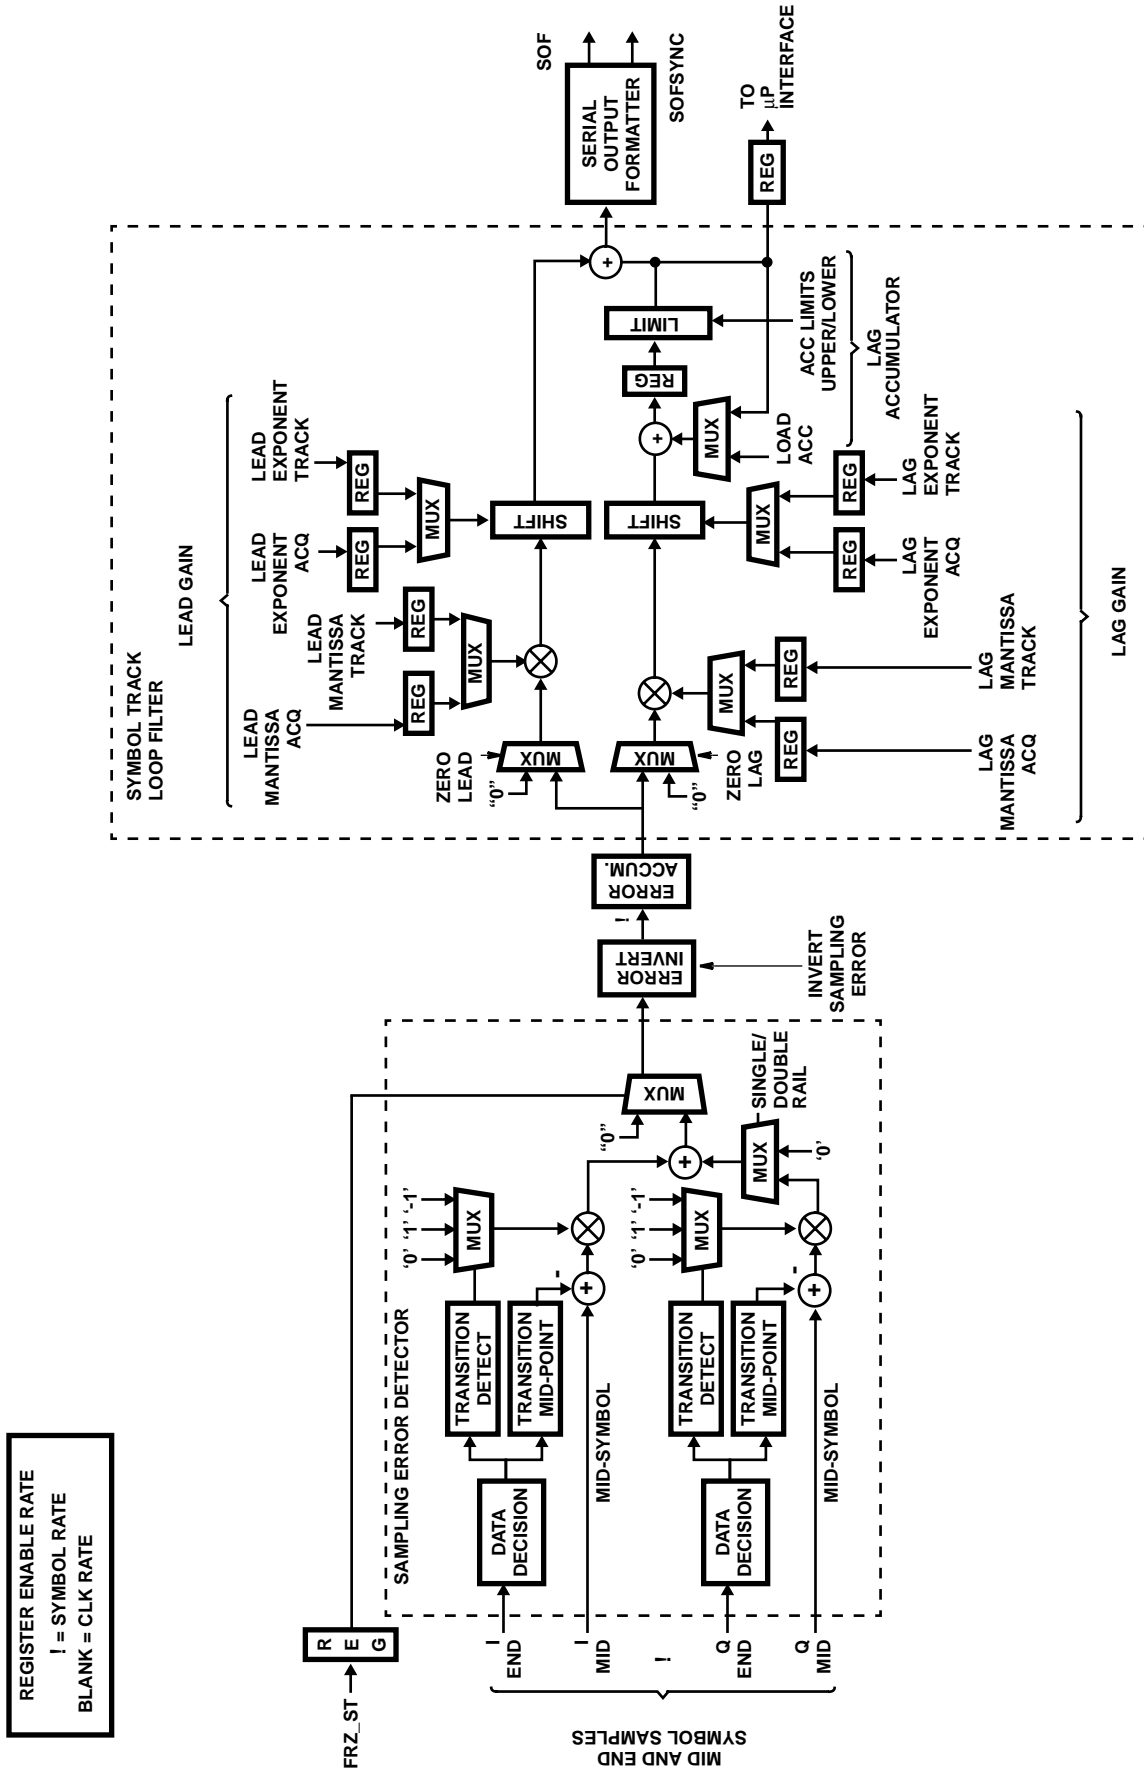 REGISTER ENABLE RATE
! = SYMBOL RATE
BLANK = CLK RATE
FRZ_ST
R E G
MID AND END
SYMBOL SAMPLES
I
END
I
MID
!
Q
END
Q
MID
SAMPLING ERROR DETECTOR
DATA
DECISION
TRANSITION
DETECT
TRANSITION
MID-POINT
MID-SYMBOL
‘0’ ‘1’ ‘-1’
MUX
+
-
DATA
DECISION
TRANSITION
DETECT
TRANSITION
MID-POINT
MID-SYMBOL
‘0’ ‘1’ ‘-1’
MUX
+
-
+
MUX
‘0’
SINGLE/
DOUBLE
RAIL
“0”
MUX
ERROR
INVERT
INVERT
SAMPLING
ERROR
!
ERROR
ACCUM.
SYMBOL TRACK
LOOP FILTER
LEAD GAIN
LEAD
MANTISSA
ACQ
LEAD
MANTISSA
TRACK
LEAD
EXPONENT
ACQ
LEAD
EXPONENT
TRACK
REG
REG
REG
REG
MUX
MUX
ZERO
LEAD
“0”
MUX
SHIFT
“0”
MUX
ZERO
LAG
SHIFT
MUX
MUX
REG
REG
REG
REG
LAG
MANTISSA
ACQ
LAG
MANTISSA
TRACK
LAG
EXPONENT
ACQ
LAG
EXPONENT
TRACK
LAG GAIN
+
MUX
LOAD
ACC
REG
LIMIT
ACC LIMITS
UPPER/LOWER
LAG
ACCUMULATOR
+
SERIAL
OUTPUT
FORMATTER
SOF
SOFSYNC
REG
TO
µP
INTERFACE